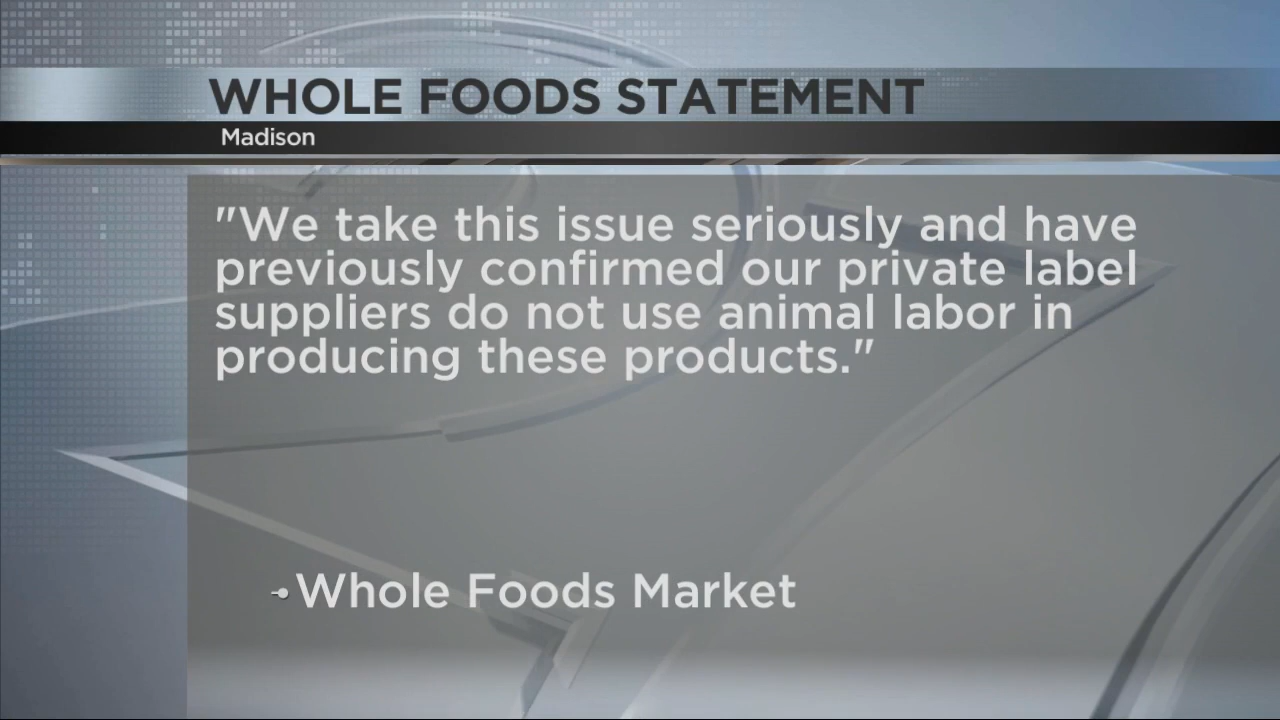 WHOLE FOODS STATEMENT
Madison
"We take this issue seriously and have
previously confirmed our private label
suppliers do not use animal labor in
producing these products."
Whole Foods Market